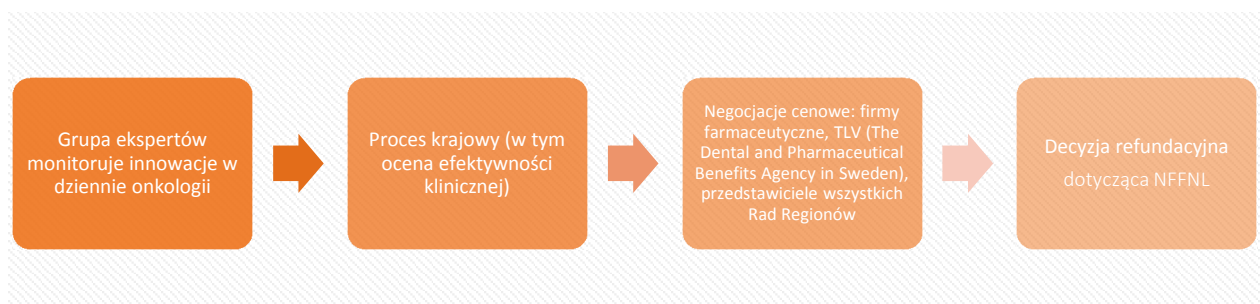 Grupa ekspertów
monitoruje innowacje w
dziennie onkologii
Proces krajowy (w tym
ocena efektywności
klinicznej)
Negocjacje cenowe: firmy
farmaceutyczne, TLV (The
Dental and Pharmaceutical
Benefits Agency in Sweden),
przedstawiciele wszystkich
Rad Regionów
Decyzja refundacyjna
dotycząca NFFNL